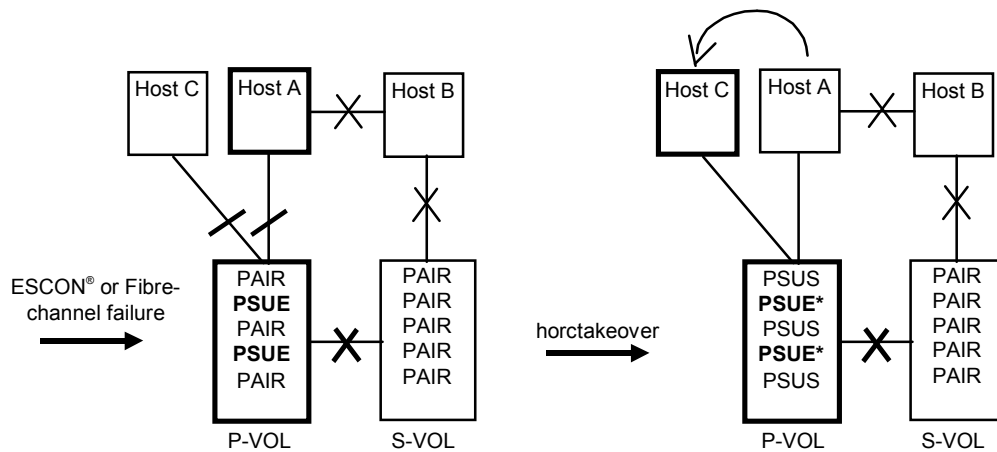 Host C
Host A
Host B
ESCON® or Fibre-
channel failure
PAIR
PSUE
PAIR
PSUE
PAIR
P-VOL
PAIR
PAIR
PAIR
PAIR
PAIR
S-VOL
horctakeover
Host C
Host A
Host B
PSUS
PSUE*
PSUS
PSUE*
PSUS
P-VOL
PAIR
PAIR
PAIR
PAIR
PAIR
S-VOL